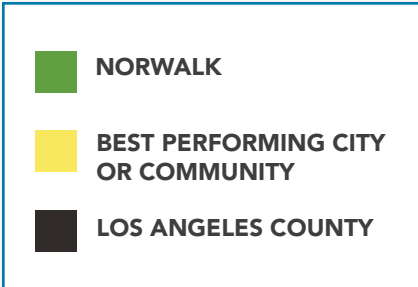 NORWALK
BEST PERFORMING CITY
OR COMMUNITY
LOS ANGELES COUNTY